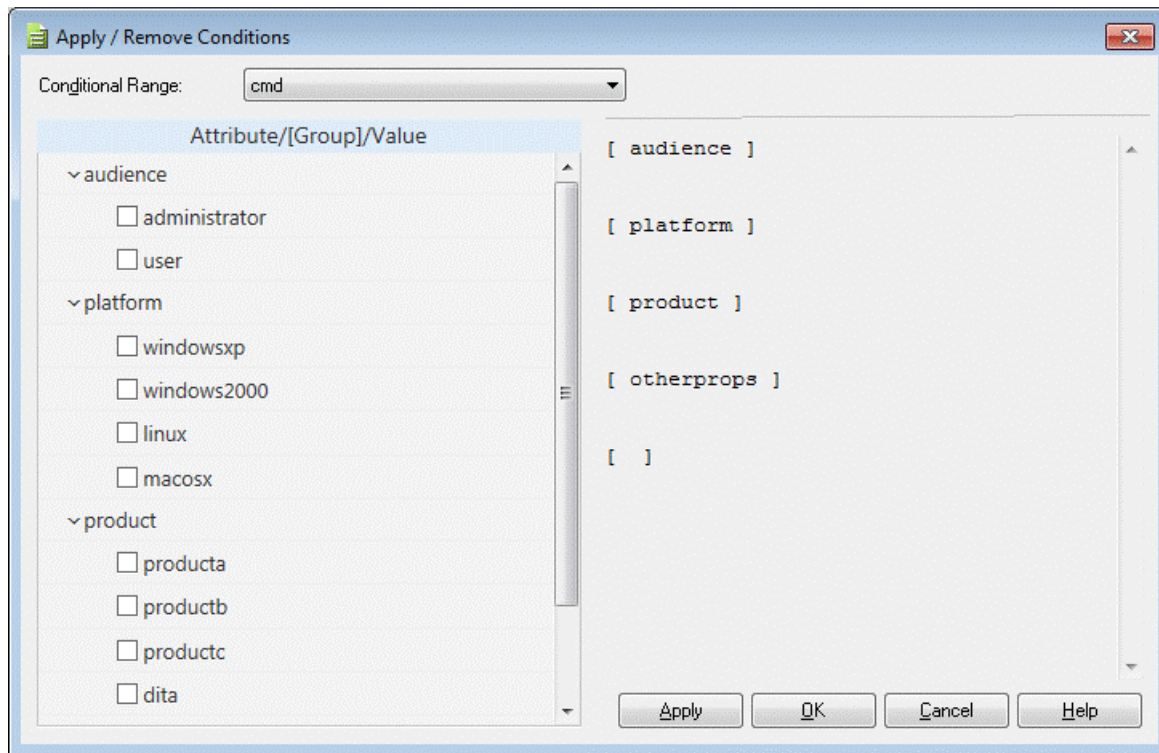 Apply / Remove Conditions
Conditional Range:
cmd
Attribute/[Group]/Value
audience
administrator
user
platform
windowsxp
windows2000
linux
macosx
product
producta
productb
productc
dita
[ audience ]
[ platform ]
[ product ]
[ otherprops ]
[  ]
Apply
OK
Cancel
Help